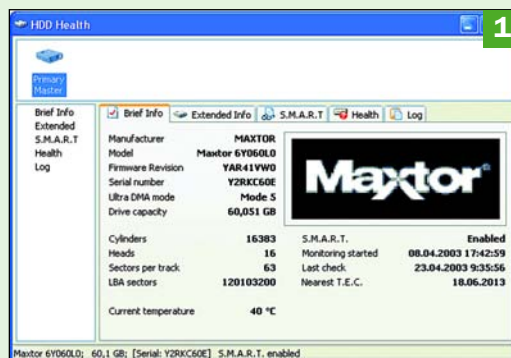 HDD Health
1
Primary
Master
Brief Info
Extended
S.M.A.R.T
Health
Log
Brief Info Extended Info S.M.A.R.T Health Log
Manufacturer MAXTOR
Model Maxtor 6Y060L0
Firmware Revision YAR41VW0
Serial number Y2RKC60E
Ultra DMA mode Mode 5
Drive capacity 60,051 GB
Maxtor
Cylinders 16383
Heads 16
Sectors per track 63
LBA sectors 120103200
Current temperature 40 °C
S.M.A.R.T. Enabled
Monitoring started 08.04.2003 17:42:59
Last check 23.04.2003 9:35:56
Nearest T.E.C. 18.06.2013
Maxtor 6Y060L0; 60,1 GB; [Serial: Y2RKC60E] S.M.A.R.T. enabled